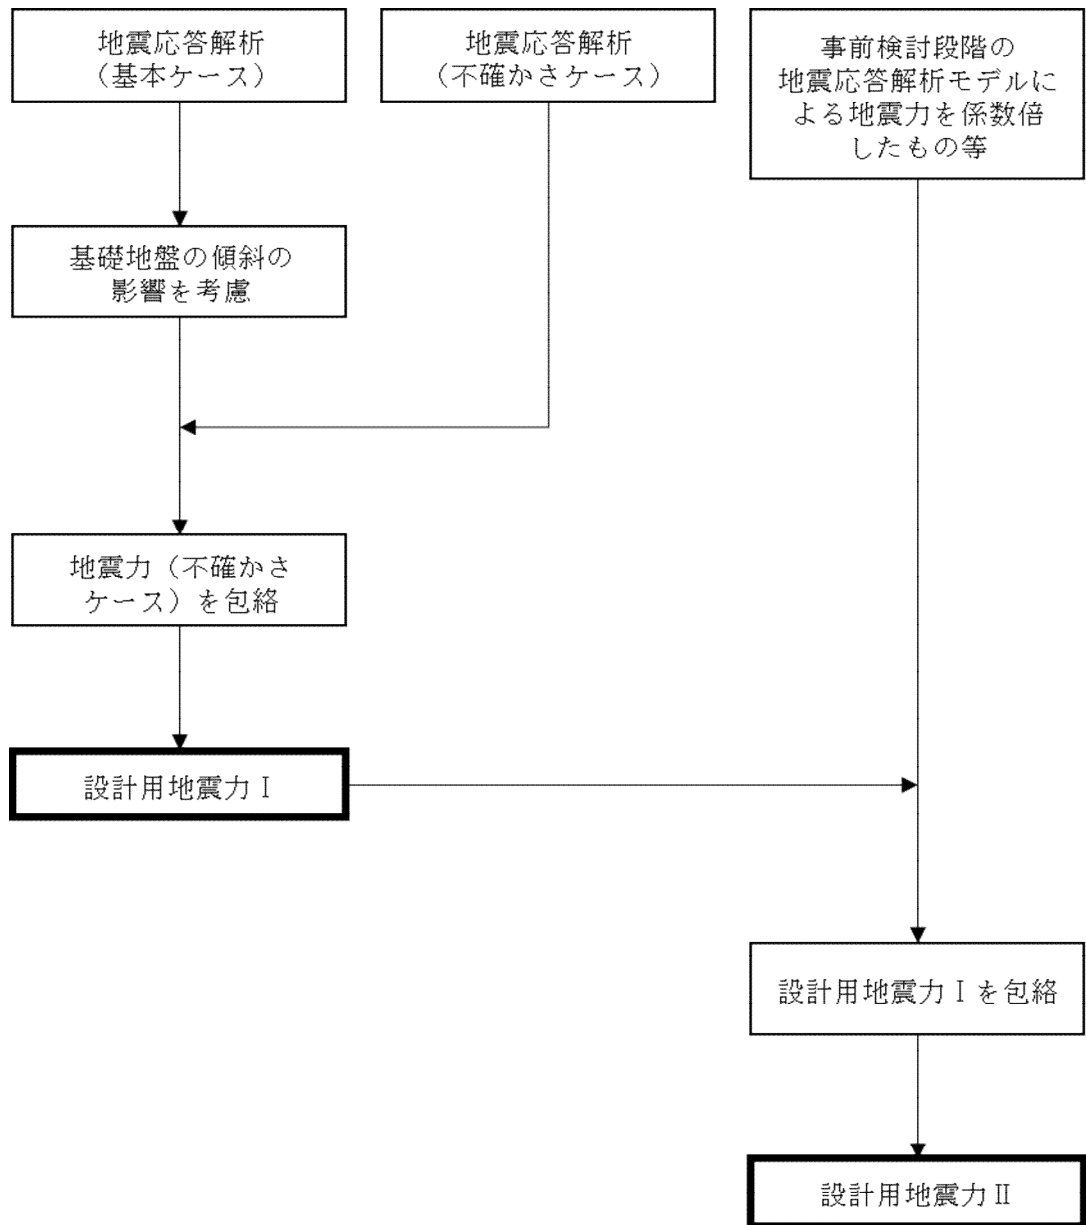 地震応答解析
（基本ケース）
地震応答解析
（不確かさケース）
事前検討段階の
地震応答解析モデルに
よる地震力を係数倍
したもの等
基礎地盤の傾斜の
影響を考慮
地震力（不確かさ
ケース）を包絡
設計用地震力Ⅰ
設計用地震力Ⅰを包絡
設計用地震力Ⅱ